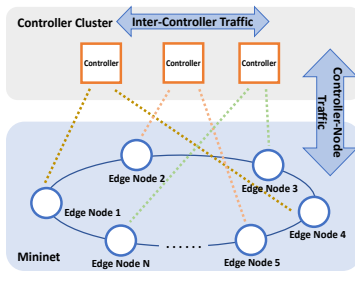 Controller Cluster
Inter-Controller Traffic
Controller
Controller
Controller
Controller-Node
Traffic
Edge Node 2
Edge Node 3
Edge Node 1
Edge Node 4
Edge Node N
......
Edge Node 5
Mininet